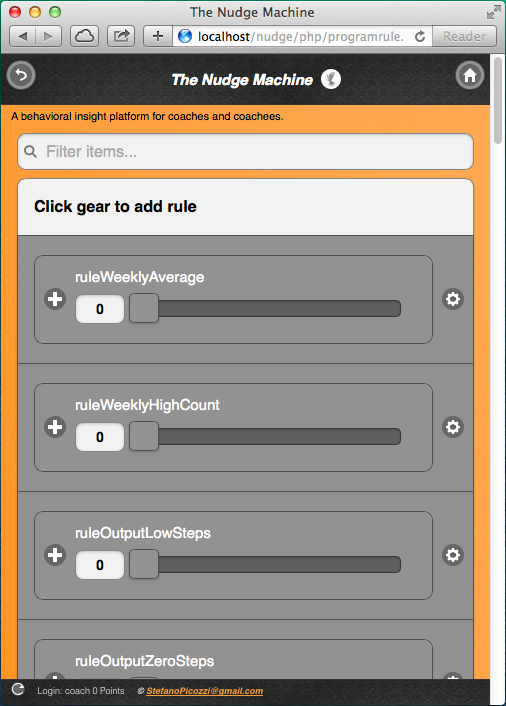 The Nudge Machine
localhost/nudge/php/programrule.
Reader
The Nudge Machine
A behavioral insight platform for coaches and coachees.
Filter items...
Click gear to add rule
ruleWeeklyAverage
0
ruleWeeklyHighCount
0
ruleOutputLowSteps
0
ruleOutputZeroSteps
Login: coach 0 Points © StefanoPicozzi@gmail.com